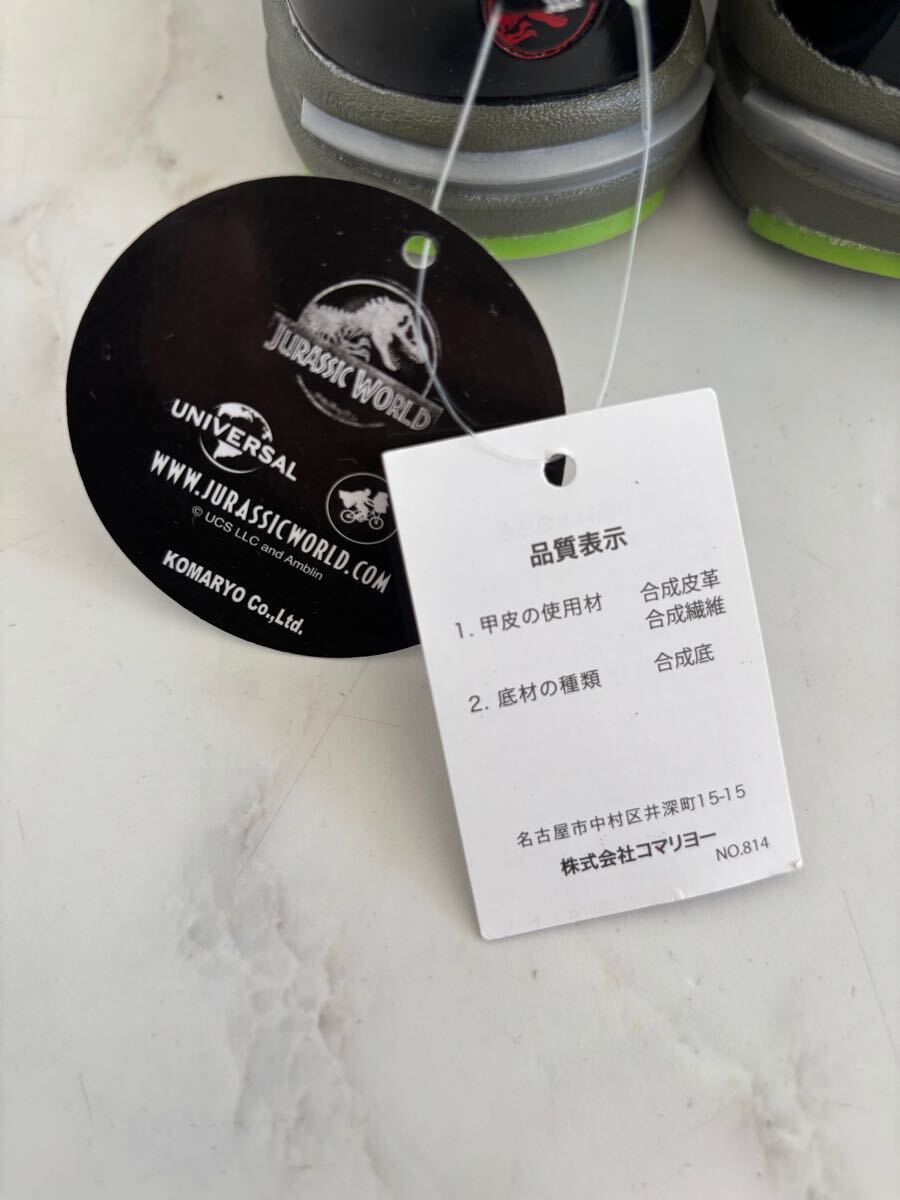 JURASSIC WORLD
UNIVERSAL
WWW.JURASSICWORLD.COM
© UCS LLC and Amblin
KOMARYO Co.,Ltd.
品質表示
1. 甲皮の使用材 合成皮革
合成繊維
2. 底材の種類 合成底
名古屋市中村区井深町15-15
株式会社コマリヨー NO.814